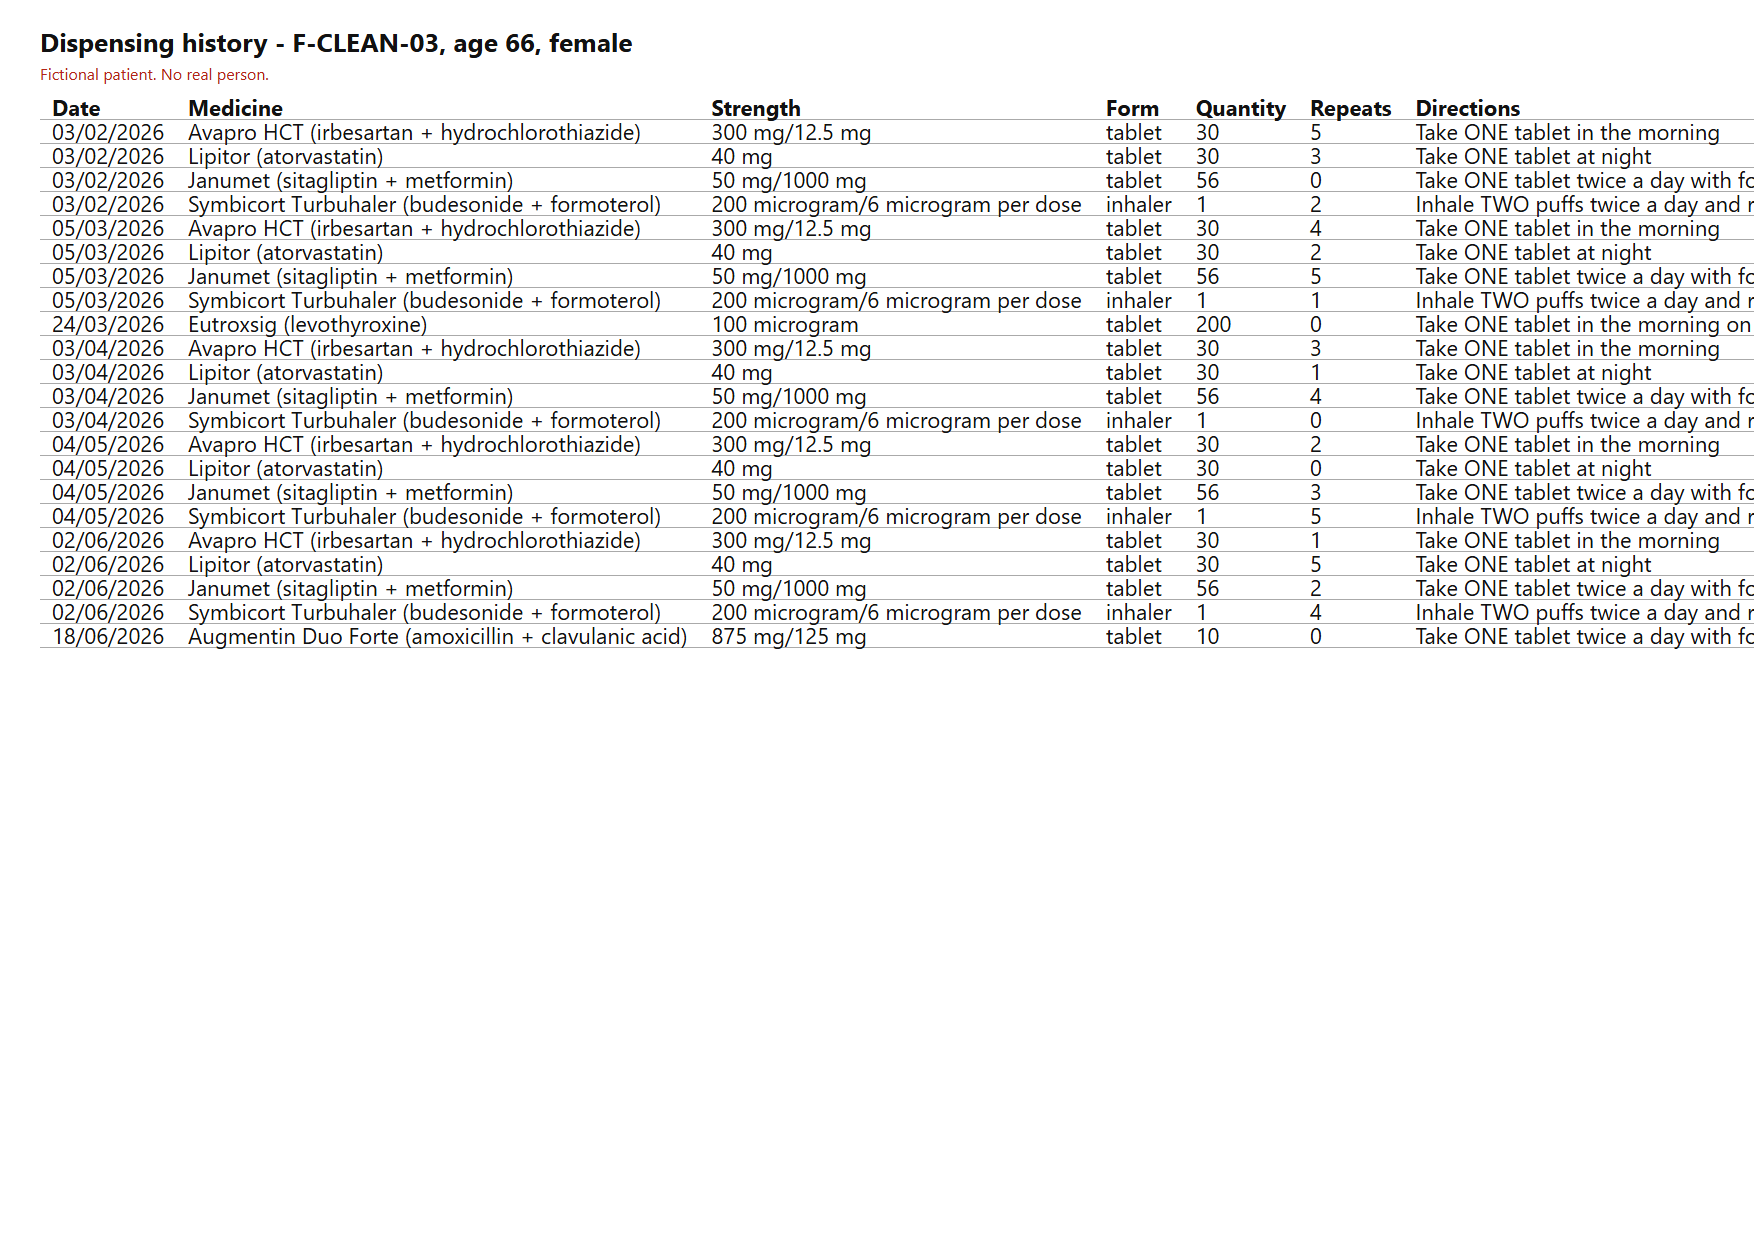 Dispensing history - F-CLEAN-03, age 66, female
Fictional patient. No real person.
Date Medicine Strength Form Quantity Repeats Directions
03/02/2026 Avapro HCT (irbesartan + hydrochlorothiazide) 300 mg/12.5 mg tablet 30 5 Take ONE tablet in the morning
03/02/2026 Lipitor (atorvastatin) 40 mg tablet 30 3 Take ONE tablet at night
03/02/2026 Janumet (sitagliptin + metformin) 50 mg/1000 mg tablet 56 0 Take ONE tablet twice a day with
03/02/2026 Symbicort Turbuhaler (budesonide + formoterol) 200 microgram/6 microgram per dose inhaler 1 2 Inhale TWO puffs twice a day and
05/03/2026 Avapro HCT (irbesartan + hydrochlorothiazide) 300 mg/12.5 mg tablet 30 4 Take ONE tablet in the morning
05/03/2026 Lipitor (atorvastatin) 40 mg tablet 30 2 Take ONE tablet at night
05/03/2026 Janumet (sitagliptin + metformin) 50 mg/1000 mg tablet 56 5 Take ONE tablet twice a day with
05/03/2026 Symbicort Turbuhaler (budesonide + formoterol) 200 microgram/6 microgram per dose inhaler 1 1 Inhale TWO puffs twice a day and
24/03/2026 Eutroxsig (levothyroxine) 100 microgram tablet 200 0 Take ONE tablet in the morning on
03/04/2026 Avapro HCT (irbesartan + hydrochlorothiazide) 300 mg/12.5 mg tablet 30 3 Take ONE tablet in the morning
03/04/2026 Lipitor (atorvastatin) 40 mg tablet 30 1 Take ONE tablet at night
03/04/2026 Janumet (sitagliptin + metformin) 50 mg/1000 mg tablet 56 4 Take ONE tablet twice a day with
03/04/2026 Symbicort Turbuhaler (budesonide + formoterol) 200 microgram/6 microgram per dose inhaler 1 0 Inhale TWO puffs twice a day and
04/05/2026 Avapro HCT (irbesartan + hydrochlorothiazide) 300 mg/12.5 mg tablet 30 2 Take ONE tablet in the morning
04/05/2026 Lipitor (atorvastatin) 40 mg tablet 30 0 Take ONE tablet at night
04/05/2026 Janumet (sitagliptin + metformin) 50 mg/1000 mg tablet 56 3 Take ONE tablet twice a day with
04/05/2026 Symbicort Turbuhaler (budesonide + formoterol) 200 microgram/6 microgram per dose inhaler 1 5 Inhale TWO puffs twice a day and
02/06/2026 Avapro HCT (irbesartan + hydrochlorothiazide) 300 mg/12.5 mg tablet 30 1 Take ONE tablet in the morning
02/06/2026 Lipitor (atorvastatin) 40 mg tablet 30 5 Take ONE tablet at night
02/06/2026 Janumet (sitagliptin + metformin) 50 mg/1000 mg tablet 56 2 Take ONE tablet twice a day with
02/06/2026 Symbicort Turbuhaler (budesonide + formoterol) 200 microgram/6 microgram per dose inhaler 1 4 Inhale TWO puffs twice a day and
18/06/2026 Augmentin Duo Forte (amoxicillin + clavulanic acid) 875 mg/125 mg tablet 10 0 Take ONE tablet twice a day with